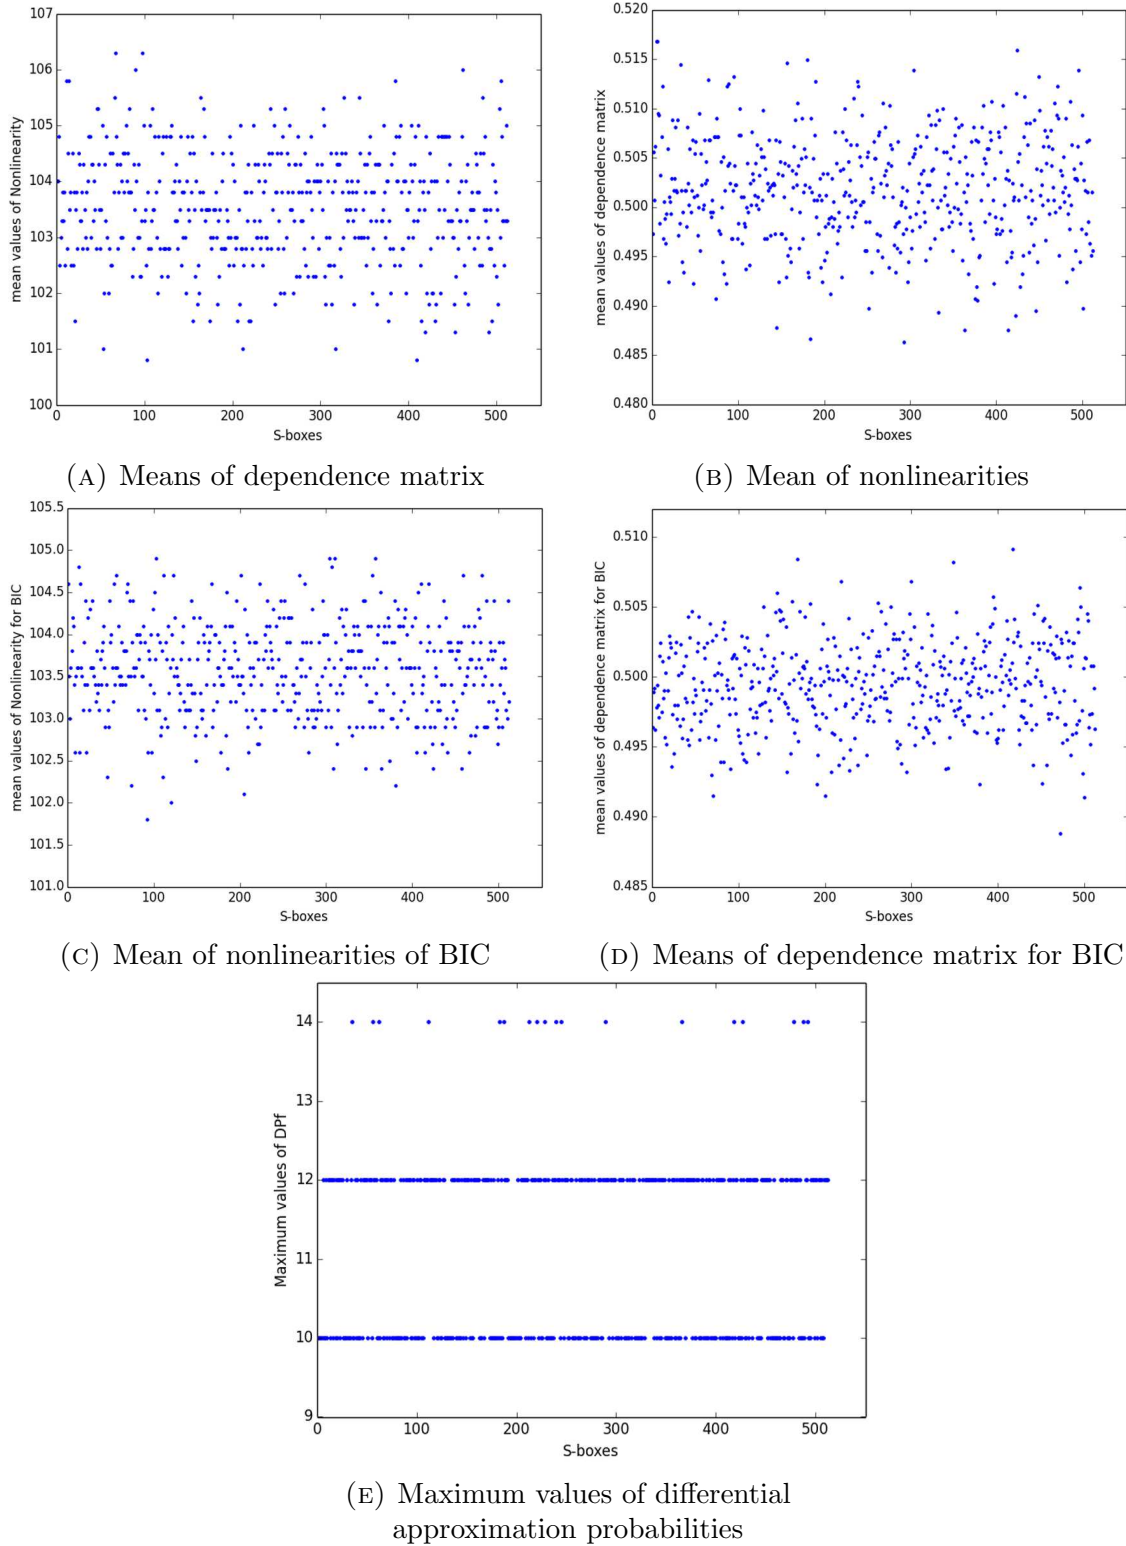 107
106
105
104
103
102
101
100
mean values of Nonlinearity
0 100 200 300 400 500
S-boxes
(A) Means of dependence matrix
0.520
0.515
0.510
0.505
0.500
0.495
0.490
0.485
0.480
mean values of dependence matrix
0 100 200 300 400 500
S-boxes
(B) Mean of nonlinearities
105.5
105.0
104.5
104.0
103.5
103.0
102.5
102.0
101.5
101.0
mean values of Nonlinearity for BIC
0 100 200 300 400 500
S-boxes
(C) Mean of nonlinearities of BIC
0.510
0.505
0.500
0.495
0.490
0.485
mean values of dependence matrix for BIC
0 100 200 300 400 500
S-boxes
(D) Means of dependence matrix for BIC
14
13
12
11
10
9
Maximum values of DPf
0 100 200 300 400 500
S-boxes
(E) Maximum values of differential
approximation probabilities